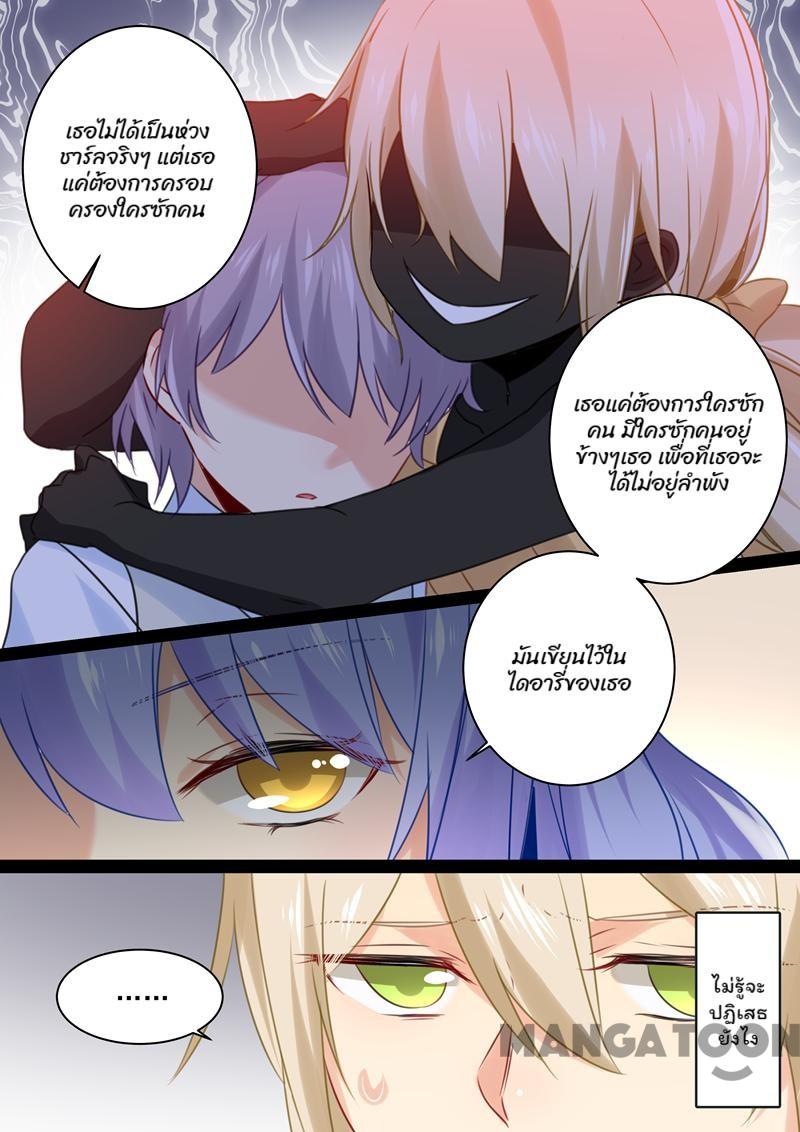 เธอไม่ได้เป็นห่วง
ชาร์ลจริงๆ แต่เธอ
แค่ต้องการครอบ
ครองใครซักคน
เธอแค่ต้องการใครซัก
คน มีใครซักคนอยู่
ข้างๆเธอ เพื่อที่เธอจะ
ได้ไม่อยู่ลำพัง
มันเขียนไว้ใน
ไดอารี่ของเธอ
......
ไม่รู้จะ
ปฏิเสธ
ยังไง
MANGATOON